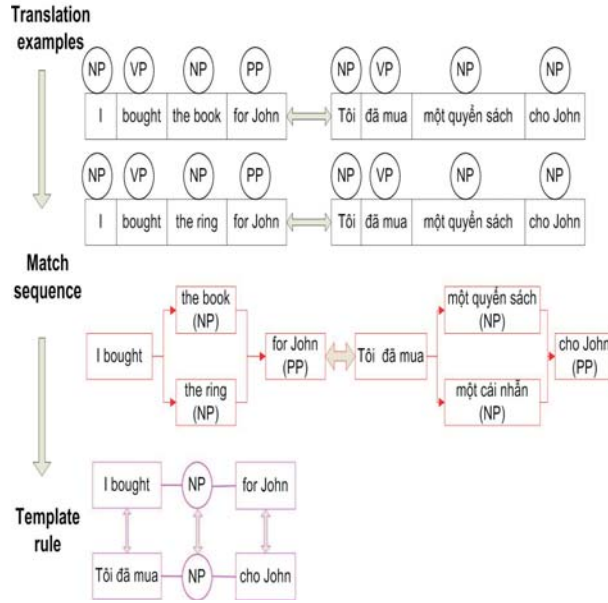 Translation
examples
NP VP NP PP NP VP NP NP
I bought the book for John Tôi đã mua một quyển sách cho John
NP VP NP PP NP VP NP NP
I bought the ring for John Tôi đã mua một quyển sách cho John
Match
sequence
the book
(NP)
một quyển sách
(NP)
I bought
for John
(PP)
Tôi đã mua
cho John
(PP)
the ring
(NP)
một cái nhẫn
(NP)
Template
rule
I bought NP for John
Tôi đã mua NP cho John